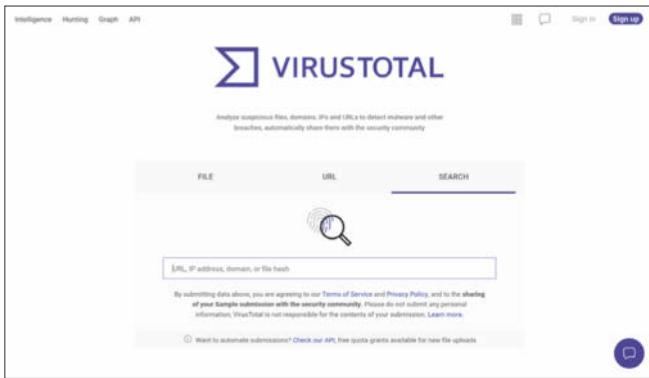 Intelligence Hunting Graph API Sign in Sign up
VIRUSTOTAL
Analyze suspicious files, domains, IPs and URLs to detect malware and other
breaches, automatically share them with the security community
FILE URL SEARCH
URL, IP address, domain, or file hash
By submitting data above, you are agreeing to our Terms of Service and Privacy Policy, and to the sharing
of your Sample submission with the security community. Please do not submit any personal
information; VirusTotal is not responsible for the contents of your submission. Learn more.
Want to automate submissions? Check our API, free quota grants available for new file uploads